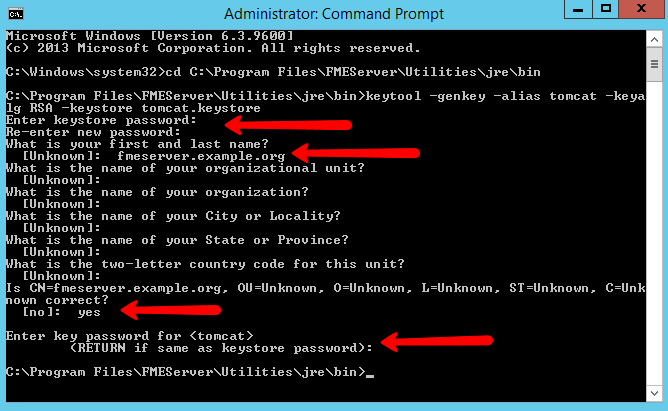 Administrator: Command Prompt
Microsoft Windows [Version 6.3.9600]
(c) 2013 Microsoft Corporation. All rights reserved.
C:\Windows\system32>cd C:\Program Files\FMEServer\Utilities\jre\bin
C:\Program Files\FMEServer\Utilities\jre\bin>keytool -genkey -alias tomcat -keya
lg RSA -keystore tomcat.keystore
Enter keystore password:
Re-enter new password:
What is your first and last name?
[Unknown]:  fmeserver.example.org
What is the name of your organizational unit?
[Unknown]:
What is the name of your organization?
[Unknown]:
What is the name of your City or Locality?
[Unknown]:
What is the name of your State or Province?
[Unknown]:
What is the two-letter country code for this unit?
[Unknown]:
Is CN=fmeserver.example.org, OU=Unknown, O=Unknown, L=Unknown, ST=Unknown, C=Unk
nown correct?
[no]:  yes
Enter key password for <tomcat>
(RETURN if same as keystore password):
C:\Program Files\FMEServer\Utilities\jre\bin>_